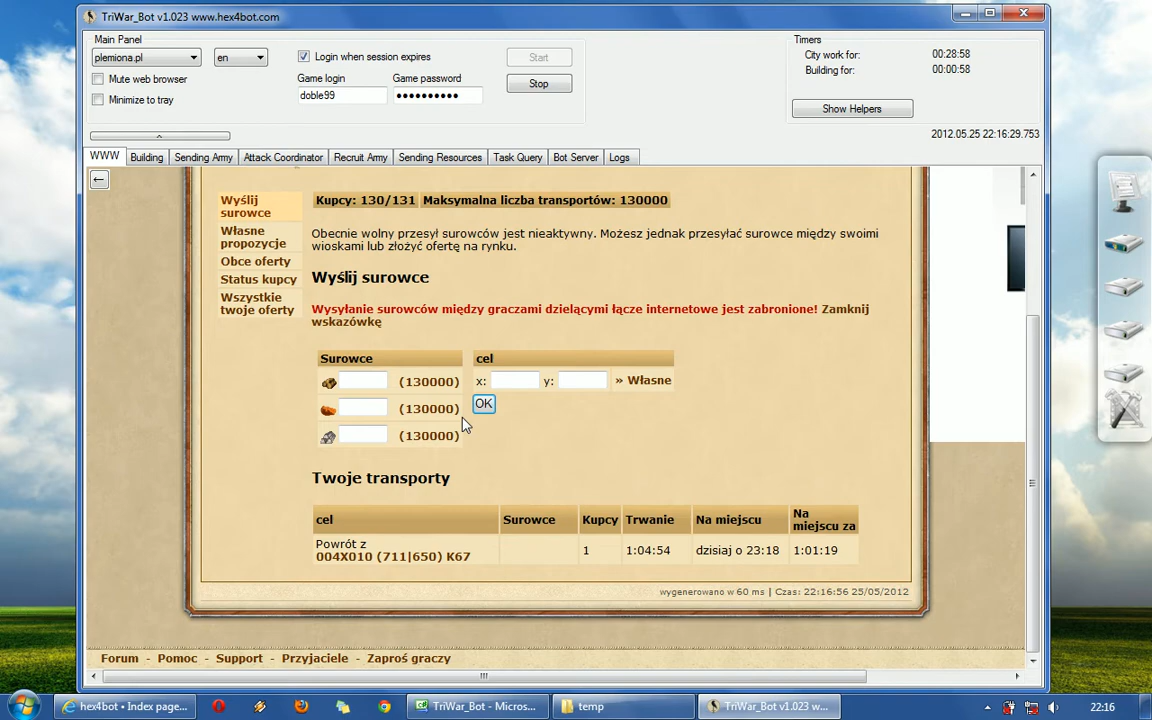 TriWar_Bot v1.023 www.hex4bot.com
Main Panel
plemiona.pl
en
Login when session expires
Start
Mute web browser
Game login
Game password
Minimize to tray
doble99
●●●●●●●●●●
Stop
Timers
City work for:
00:28:58
Building for:
00:00:58
Show Helpers
2012.05.25 22:16:29.753
WWW
Building
Sending Army
Attack Coordinator
Recruit Army
Sending Resources
Task Query
Bot Server
Logs
Wyślij
surowce
Własne
propozycje
Obce oferty
Status kupcy
Wszystkie
twoje oferty
Kupcy: 130/131
Maksymalna liczba transportów: 130000
Obecnie wolny przesył surowców jest nieaktywny. Możesz jednak przesyłać surowce między swoimi
wioskami lub złożyć ofertę na rynku.
Wyślij surowce
Wysyłanie surowców między graczami dzielącymi łącze internetowe jest zabronione! Zamknij
wskazówkę
Surowce
cel
(130000)
x:
y:
» Własne
(130000)
OK
(130000)
Twoje transporty
cel
Surowce
Kupcy
Trwanie
Na miejscu
Na
miejscu za
Powrót z
004X010 (711|650) K67
1
1:04:54
dzisiaj o 23:18
1:01:19
wygenerowano w 60 ms | Czas: 22:16:56 25/05/2012
Forum - Pomoc - Support - Przyjaciele - Zaproś graczy
hex4bot • Index page...
TriWar_Bot - Micros...
temp
TriWar_Bot v1.023 w...
22:16